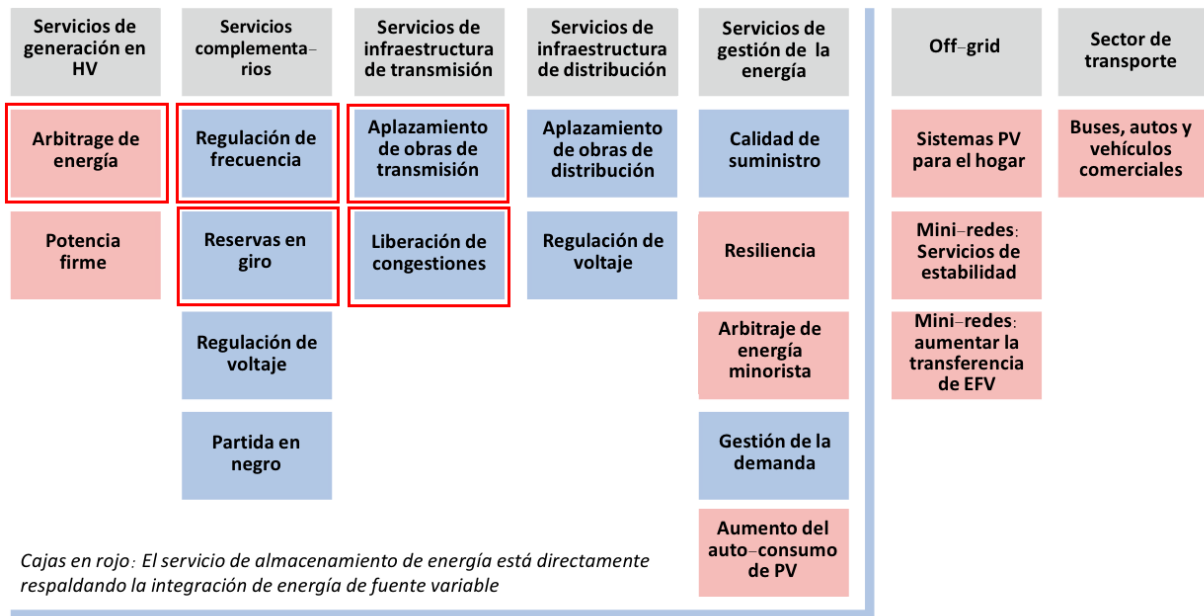 Servicios de
generación en
HV
Servicios
complementa–
rios
Servicios de
infraestructura
de transmisión
Servicios de
infraestructura
de distribución
Servicios de
gestión de la
energía
Off–grid
Sector de
transporte
Arbitrage de
energía
Regulación de
frecuencia
Aplazamiento
de obras de
transmisión
Aplazamiento
de obras de
distribución
Calidad de
suministro
Sistemas PV
para el hogar
Buses, autos y
vehículos
comerciales
Potencia
firme
Reservas en
giro
Liberación de
congestiones
Regulación de
voltaje
Resiliencia
Mini–redes:
Servicios de
estabilidad
Regulación de
voltaje
Arbitraje de
energía
minorista
Mini–redes:
aumentar la
transferencia
de EFV
Partida en
negro
Gestión de la
demanda
Aumento del
auto–consumo
de PV
Cajas en rojo: El servicio de almacenamiento de energía está directamente
respaldando la integración de energía de fuente variable